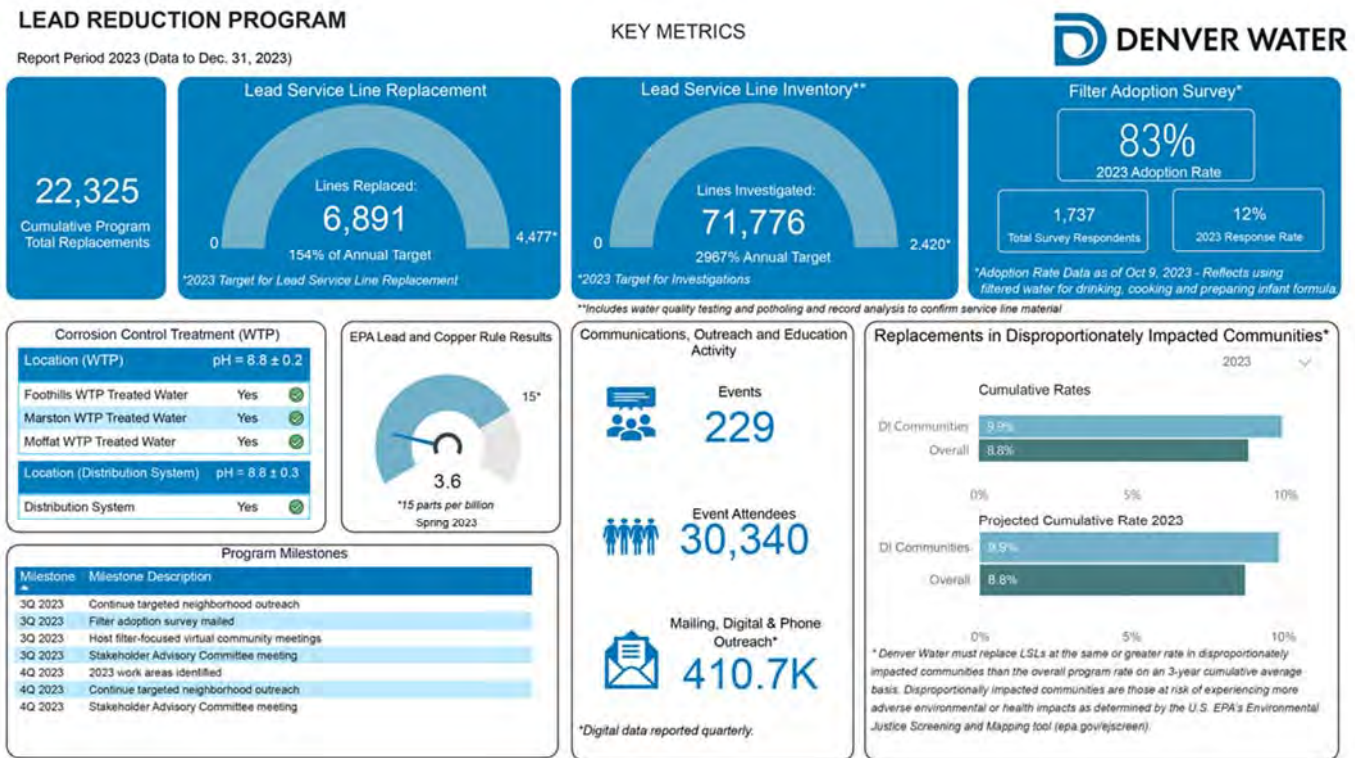 LEAD REDUCTION PROGRAM
KEY METRICS
DENVER WATER
Report Period 2023 (Data to Dec. 31, 2023)
22,325
Cumulative Program
Total Replacements
Lead Service Line Replacement
Lines Replaced:
6,891
0
4,477*
154% of Annual Target
*2023 Target for Lead Service Line Replacement
Lead Service Line Inventory**
Lines Investigated:
71,776
0
2,420*
2967% Annual Target
*2023 Target for Investigations
**Includes water quality testing and potholing and record analysis to confirm service line material
Filter Adoption Survey*
83%
2023 Adoption Rate
1,737
Total Survey Respondents
12%
2023 Response Rate
*Adoption Rate Data as of Oct 9, 2023 - Reflects using
filtered water for drinking, cooking and preparing infant formula.
Corrosion Control Treatment (WTP)
Location (WTP) pH = 8.8 ± 0.2
Foothills WTP Treated Water Yes
Marston WTP Treated Water Yes
Moffat WTP Treated Water Yes
Location (Distribution System) pH = 8.8 ± 0.3
Distribution System Yes
EPA Lead and Copper Rule Results
15*
3.6
*15 parts per billion
Spring 2023
Program Milestones
Milestone Milestone Description
3Q 2023 Continue targeted neighborhood outreach
3Q 2023 Filter adoption survey mailed
3Q 2023 Host filter-focused virtual community meetings
3Q 2023 Stakeholder Advisory Committee meeting
4Q 2023 2023 work areas identified
4Q 2023 Continue targeted neighborhood outreach
4Q 2023 Stakeholder Advisory Committee meeting
Communications, Outreach and Education
Activity
Events
229
Event Attendees
30,340
Mailing, Digital & Phone
Outreach*
410.7K
*Digital data reported quarterly.
Replacements in Disproportionately Impacted Communities*
2023
Cumulative Rates
DI Communities 9.9%
Overall 8.8%
0% 5% 10%
Projected Cumulative Rate 2023
DI Communities 9.9%
Overall 8.8%
0% 5% 10%
* Denver Water must replace LSLs at the same or greater rate in disproportionately
impacted communities than the overall program rate on an 3-year cumulative average
basis. Disproportionally impacted communities are those at risk of experiencing more
adverse environmental or health impacts as determined by the U.S. EPA's Environmental
Justice Screening and Mapping tool (epa.gov/ejscreen).